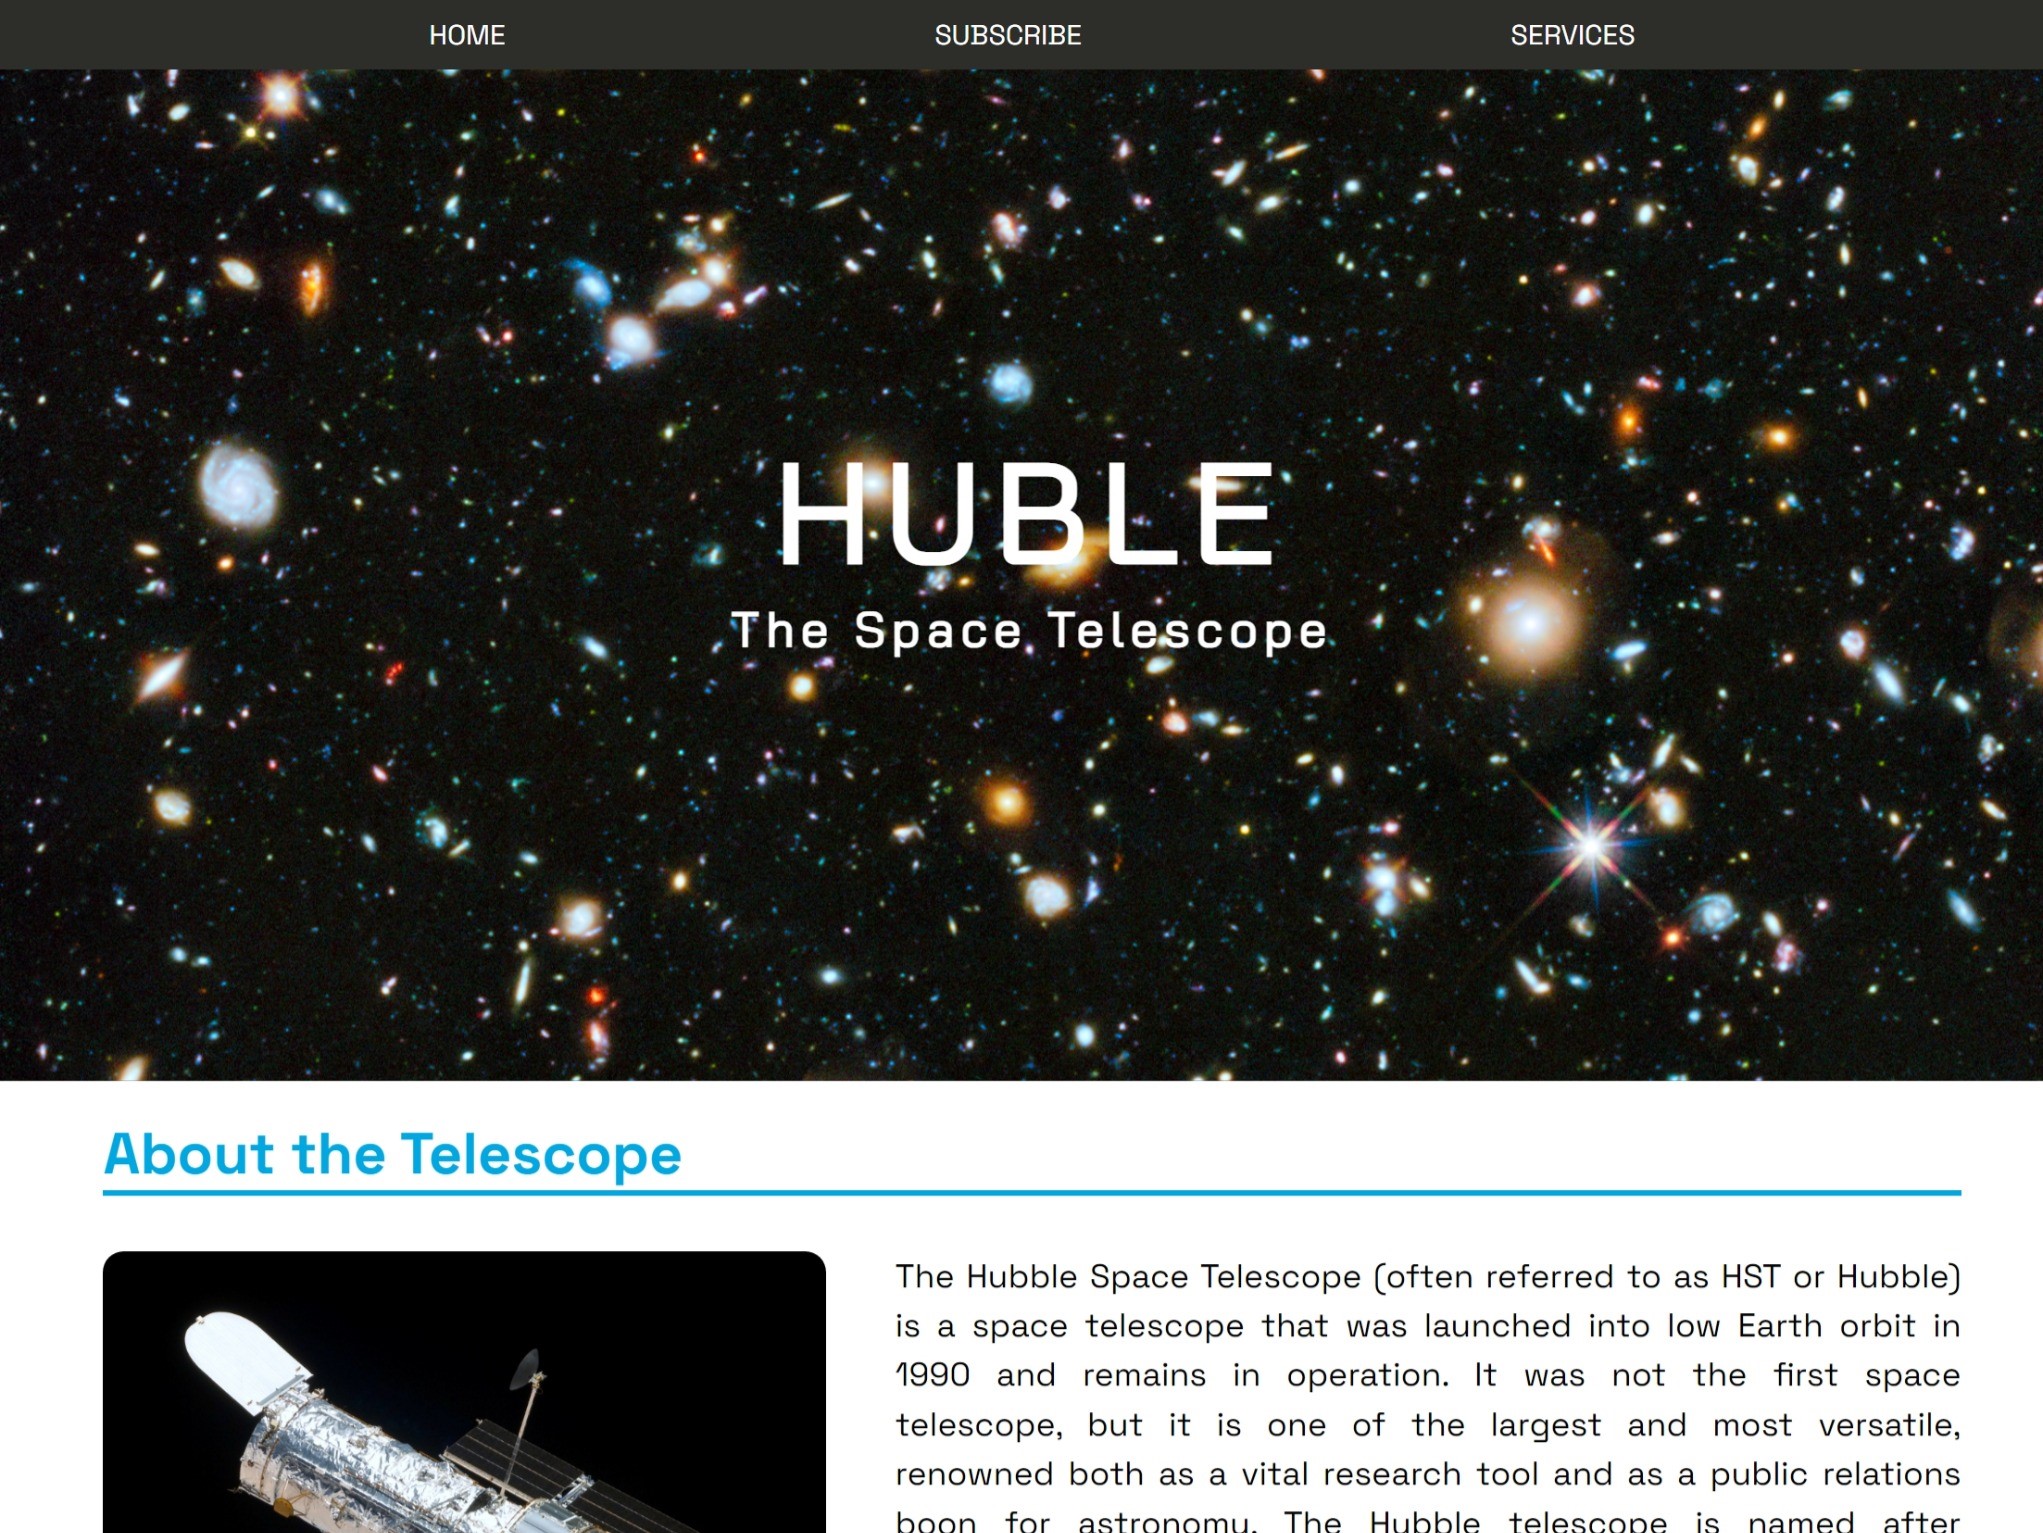 HOME SUBSCRIBE SERVICES
HUBLE
The Space Telescope
About the Telescope
The Hubble Space Telescope (often referred to as HST or Hubble)
is a space telescope that was launched into low Earth orbit in
1990 and remains in operation. It was not the first space
telescope, but it is one of the largest and most versatile,
renowned both as a vital research tool and as a public relations
boon for astronomy. The Hubble telescope is named after